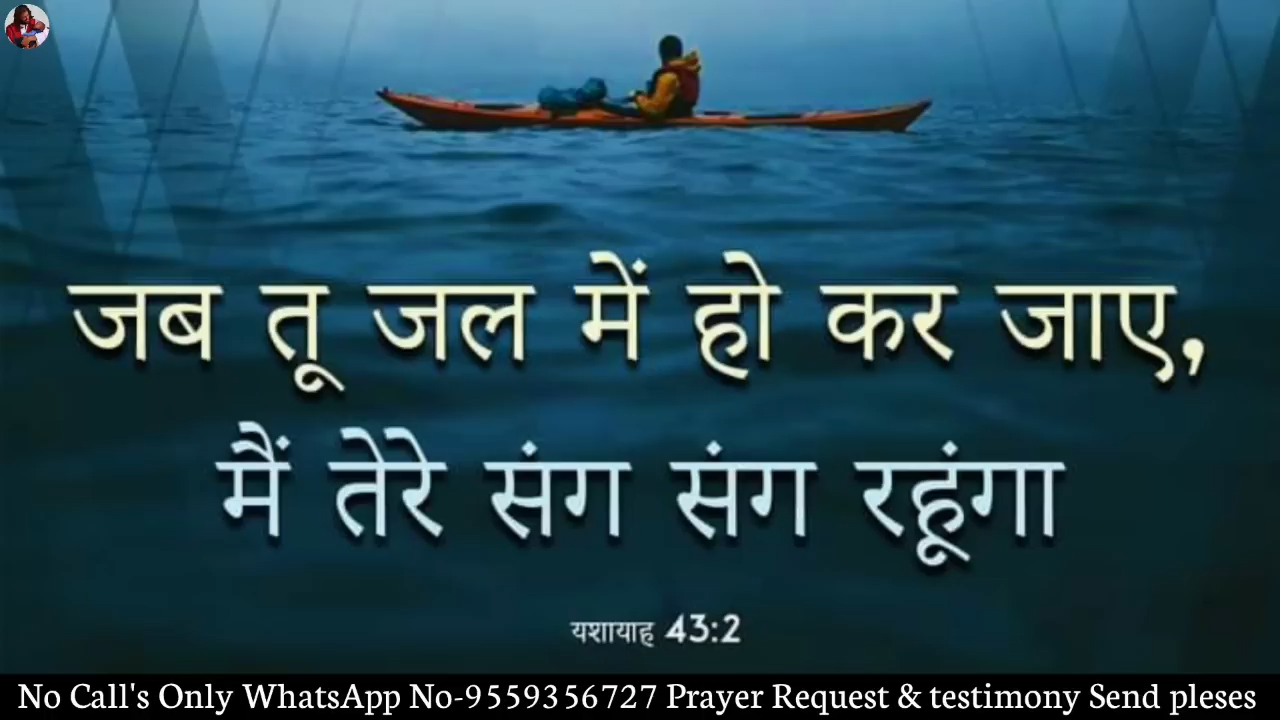 जब तू जल में हो कर जाए,
मैं तेरे संग संग रहूंगा
यशायाह 43:2
No Call's Only WhatsApp No-9559356727 Prayer Request & testimony Send pleses